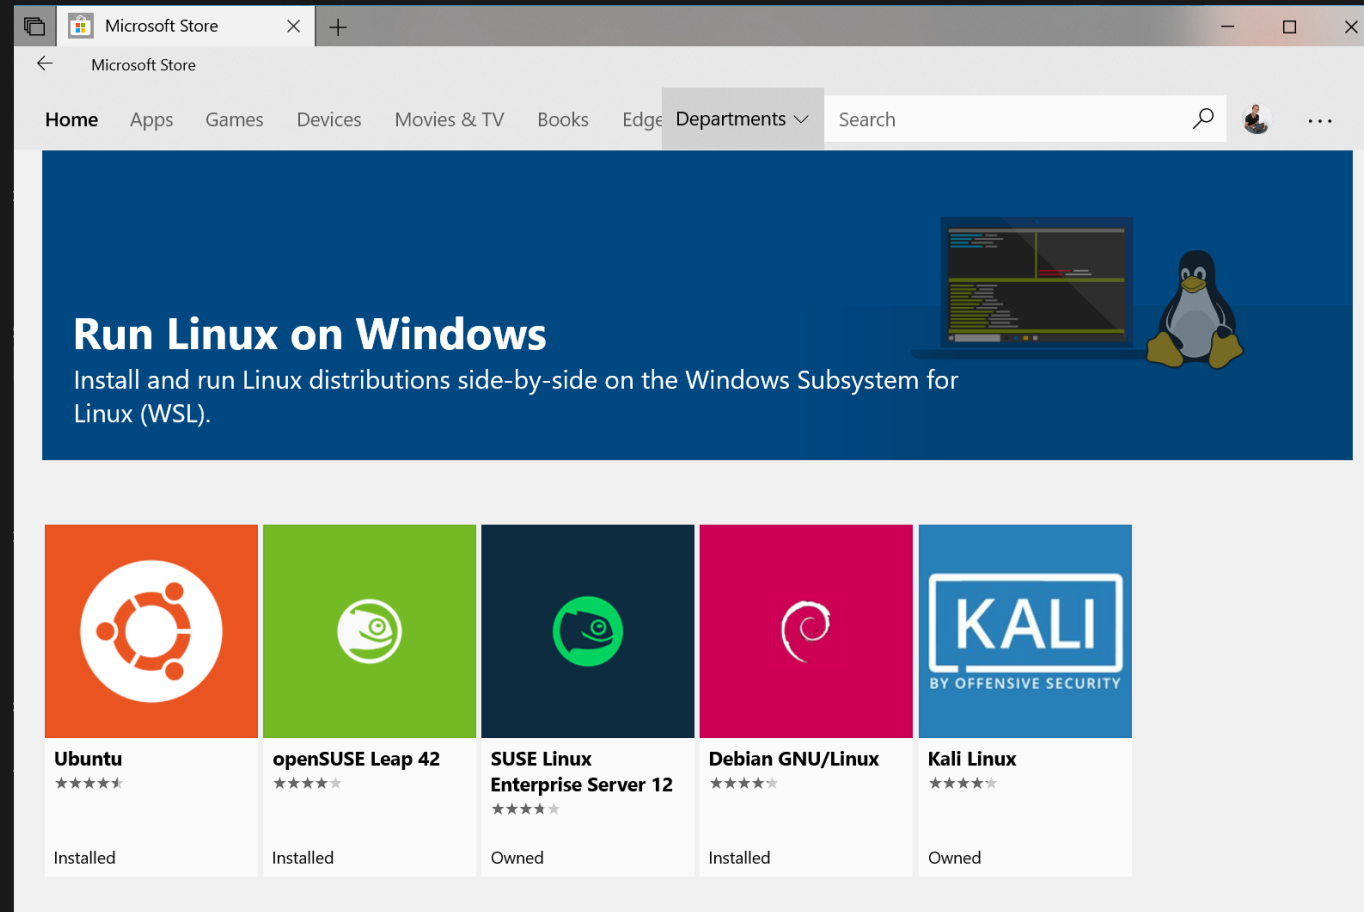 Microsoft Store
Microsoft Store
Home Apps Games Devices Movies & TV Books Edge Departments Search
Run Linux on Windows
Install and run Linux distributions side-by-side on the Windows Subsystem for
Linux (WSL).
KALI
BY OFFENSIVE SECURITY
Ubuntu
Installed
openSUSE Leap 42
Installed
SUSE Linux
Enterprise Server 12
Owned
Debian GNU/Linux
Installed
Kali Linux
Owned